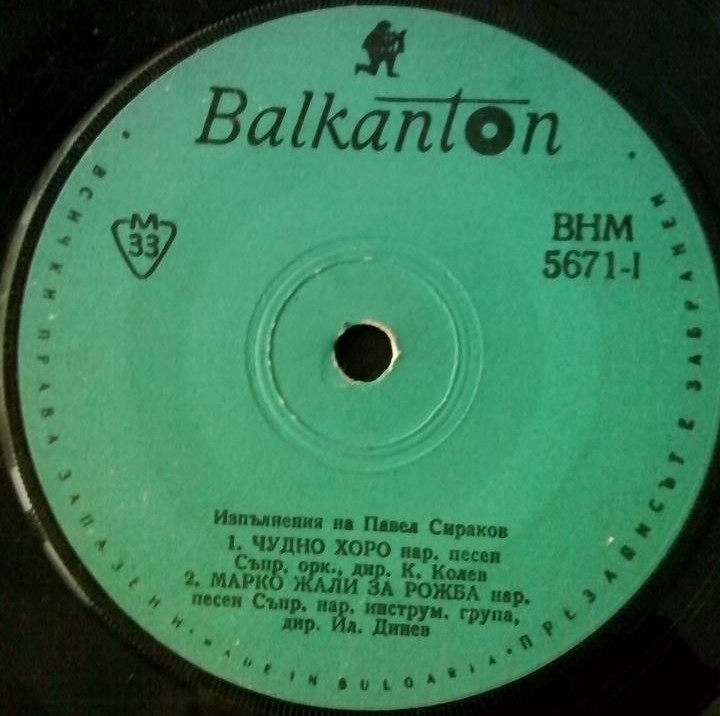 Balkanton
M
33
ВНМ
5671-I
Изпълнения на Павел Сираков
1. ЧУДНО ХОРО нар. песен
Съпр. орк., дир. К. Колев
2. МАРКО ЖАЛИ ЗА РОЖБА нар.
песен Съпр. нар. инструм. група,
дир. Ил. Динев
ВСИЧКИ ПРАВА ЗАПАЗЕНИ · MADE IN BULGARIA · ПРЕЗАПИСЪТ Е ЗАБРАНЕН